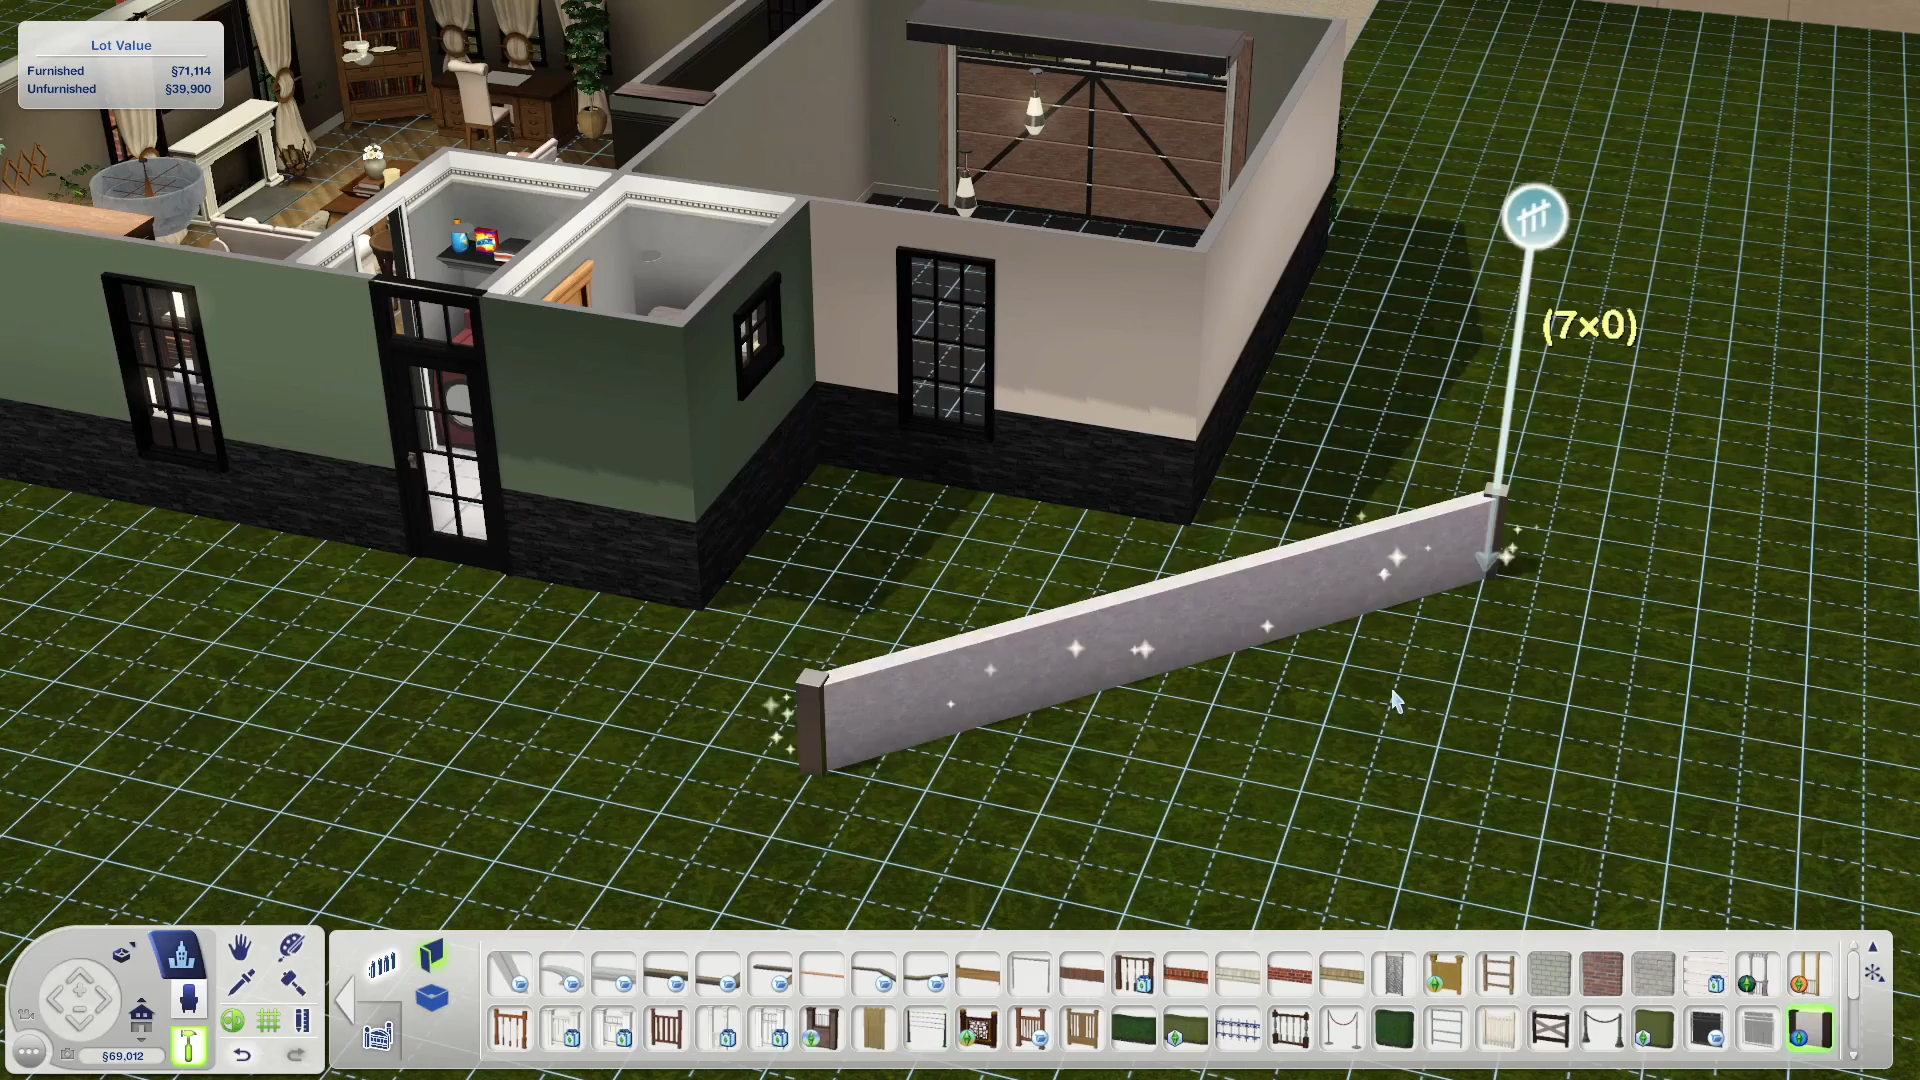 Lot Value
Furnished §71,114
Unfurnished §39,900
(7×0)
§69,012